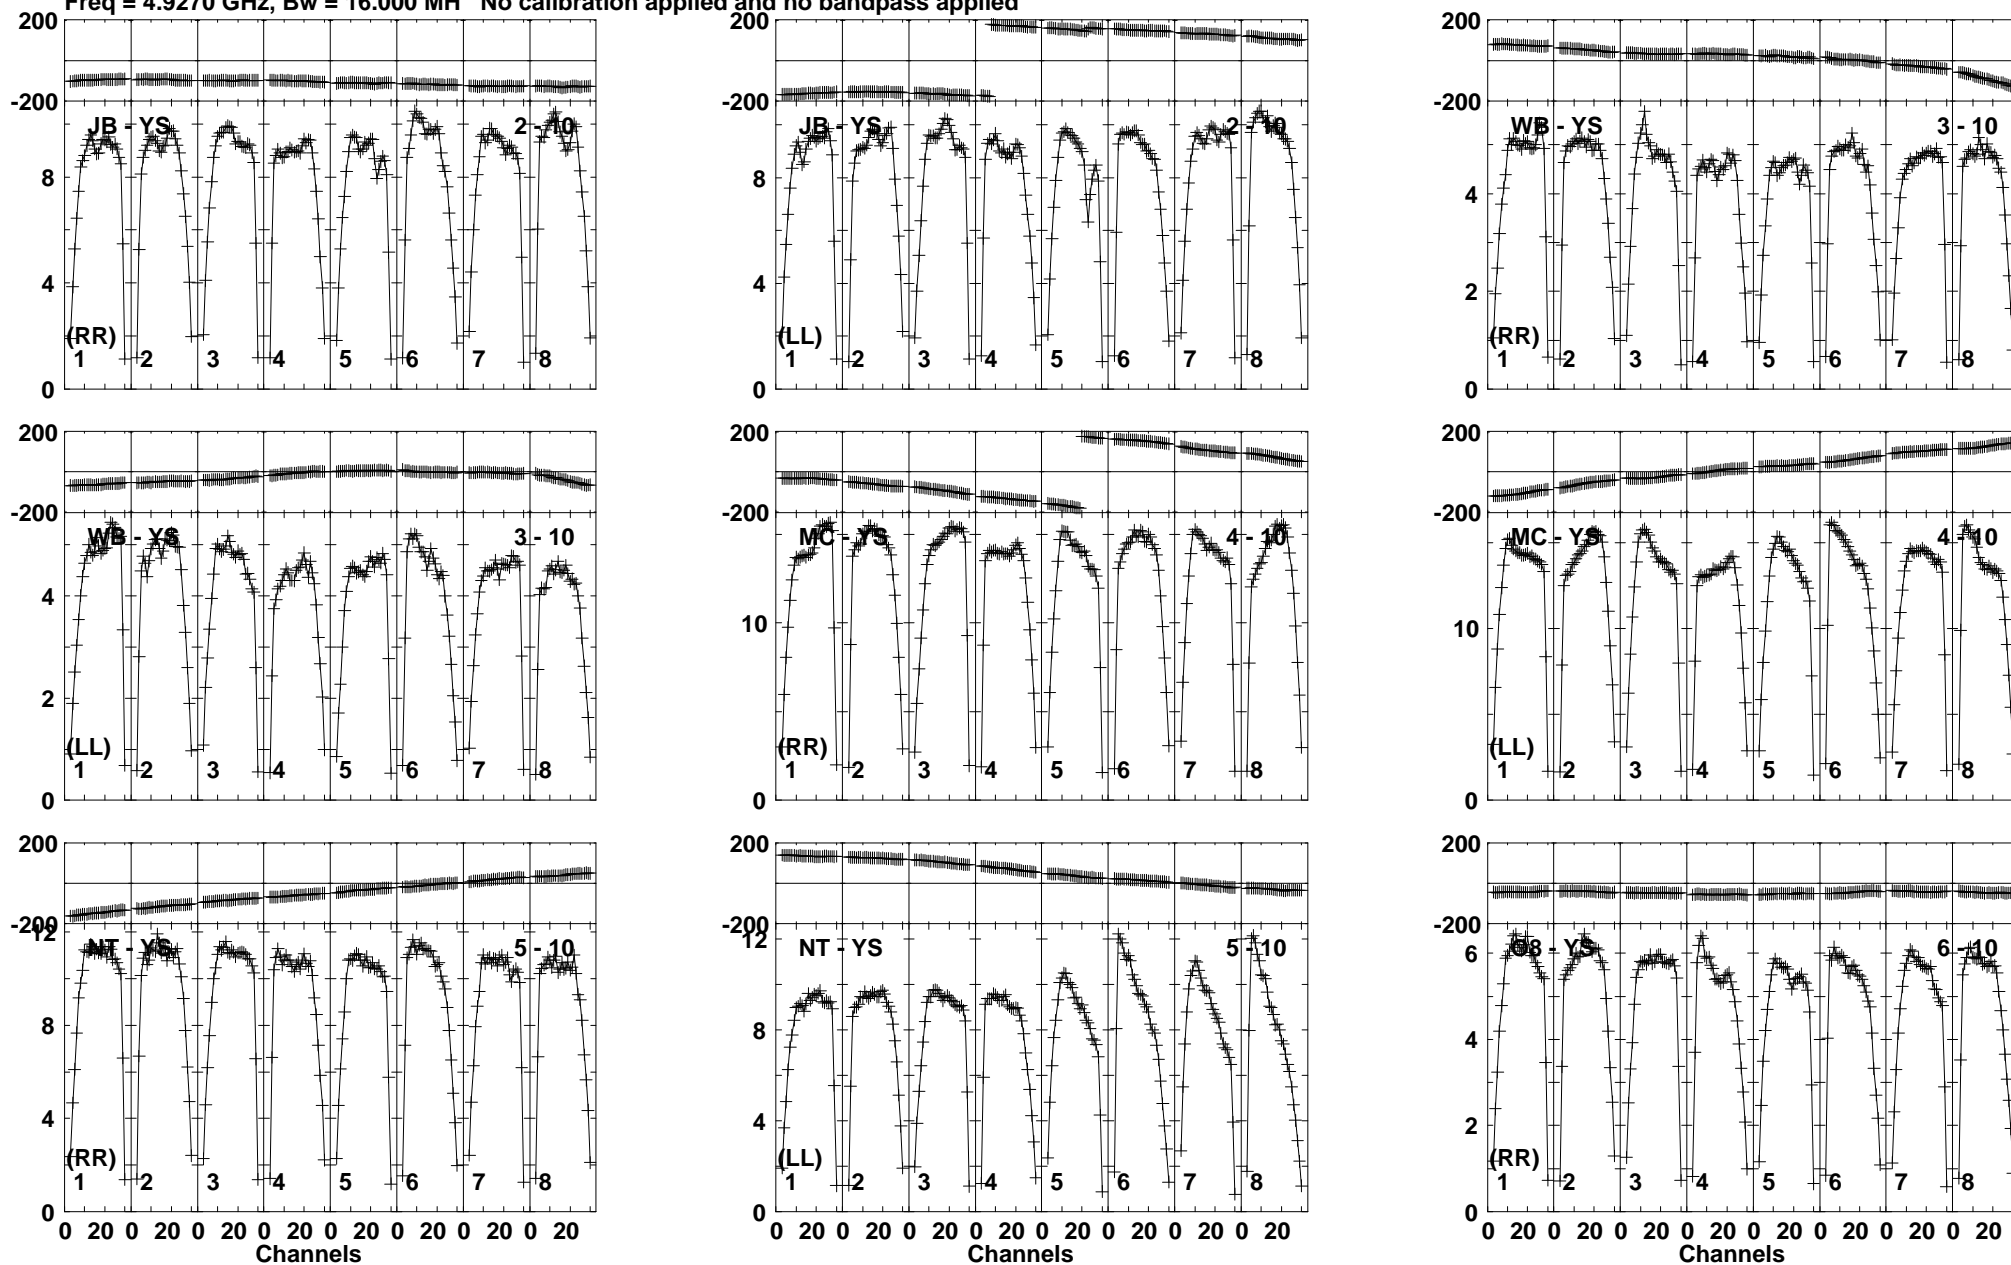 Freq = 4.9270 GHz, Bw = 16.000 MH No calibration applied and no bandpass applied
200 200 200
-200 -200 -200
JB - YS 2 - 10 JB - YS 2 - 10 WB - YS 3 - 10
8 8 4
4 4 2
(RR) (LL) (RR)
1 2 3 4 5 6 7 8 1 2 3 4 5 6 7 8 1 2 3 4 5 6 7 8
0 0 0
200 200 200
-200 -200 -200
WB - YS 3 - 10 MC - YS 4 - 10 MC - YS 4 - 10
4 10 10
2
(LL) (RR) (LL)
1 2 3 4 5 6 7 8 1 2 3 4 5 6 7 8 1 2 3 4 5 6 7 8
0 0 0
200 200 200
-200 -200 -200
12 12
NT - YS 5 - 10 NT - YS 5 - 10 O8 - YS 6 - 10
8 8 6
4 4 4
2
(RR) (LL) (RR)
1 2 3 4 5 6 7 8 1 2 3 4 5 6 7 8 1 2 3 4 5 6 7 8
0 0 0
0 20 0 20 0 20 0 20 0 20 0 20 0 20 0 20 0 20 0 20 0 20 0 20 0 20 0 20 0 20 0 20 0 20 0 20 0 20 0 20 0 20 0 20 0 20 0 20
Channels Channels Channels